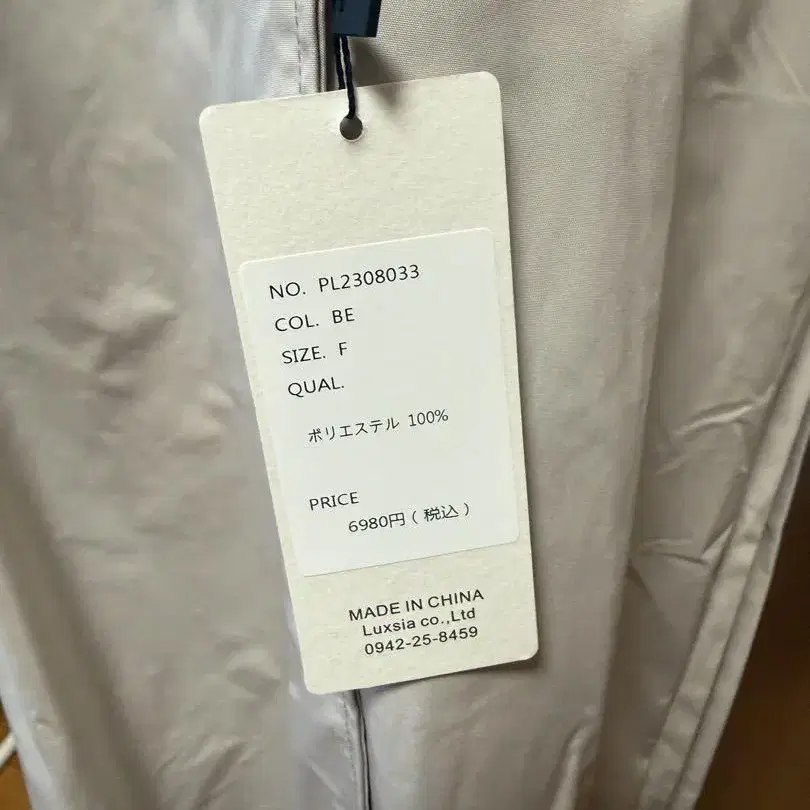 NO. PL2308033
COL. BE
SIZE. F
QUAL.
ポリエステル 100%
PRICE
6980円 ( 税込 )
MADE IN CHINA
Luxsia co.,Ltd
0942-25-8459